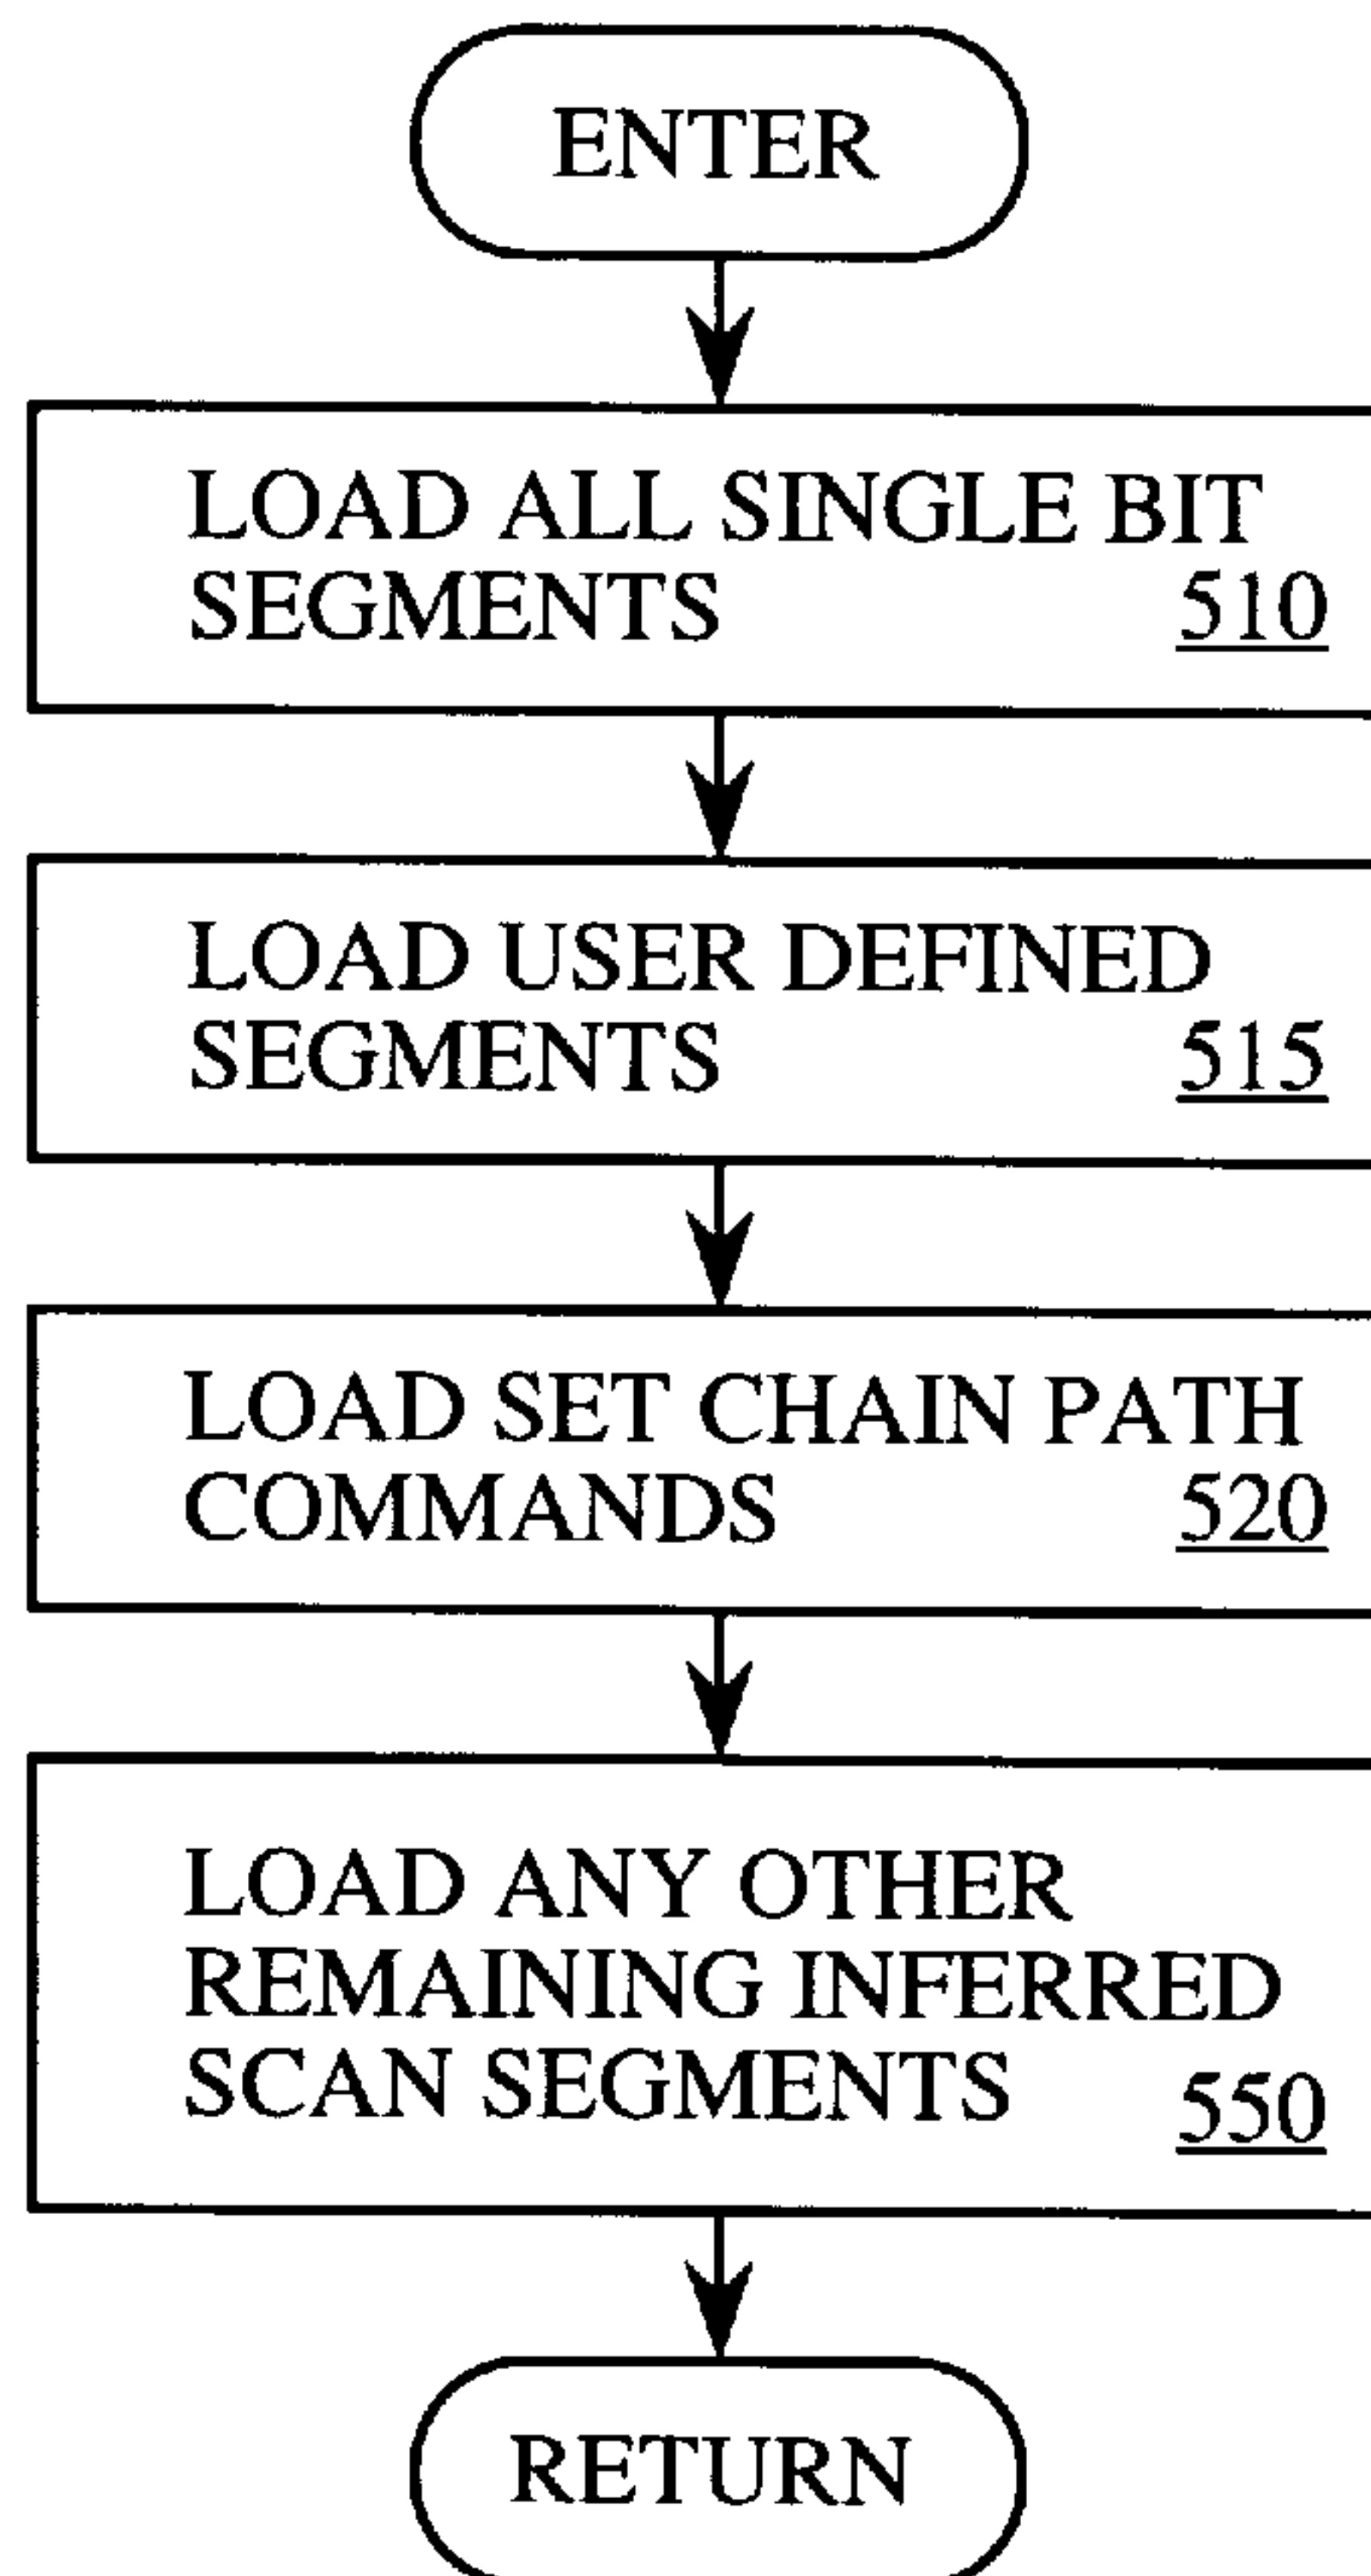 ENTER
LOAD ALL SINGLE BIT
SEGMENTS 510
LOAD USER DEFINED
SEGMENTS 515
LOAD SET CHAIN PATH
COMMANDS 520
LOAD ANY OTHER
REMAINING INFERRED
SCAN SEGMENTS 550
RETURN